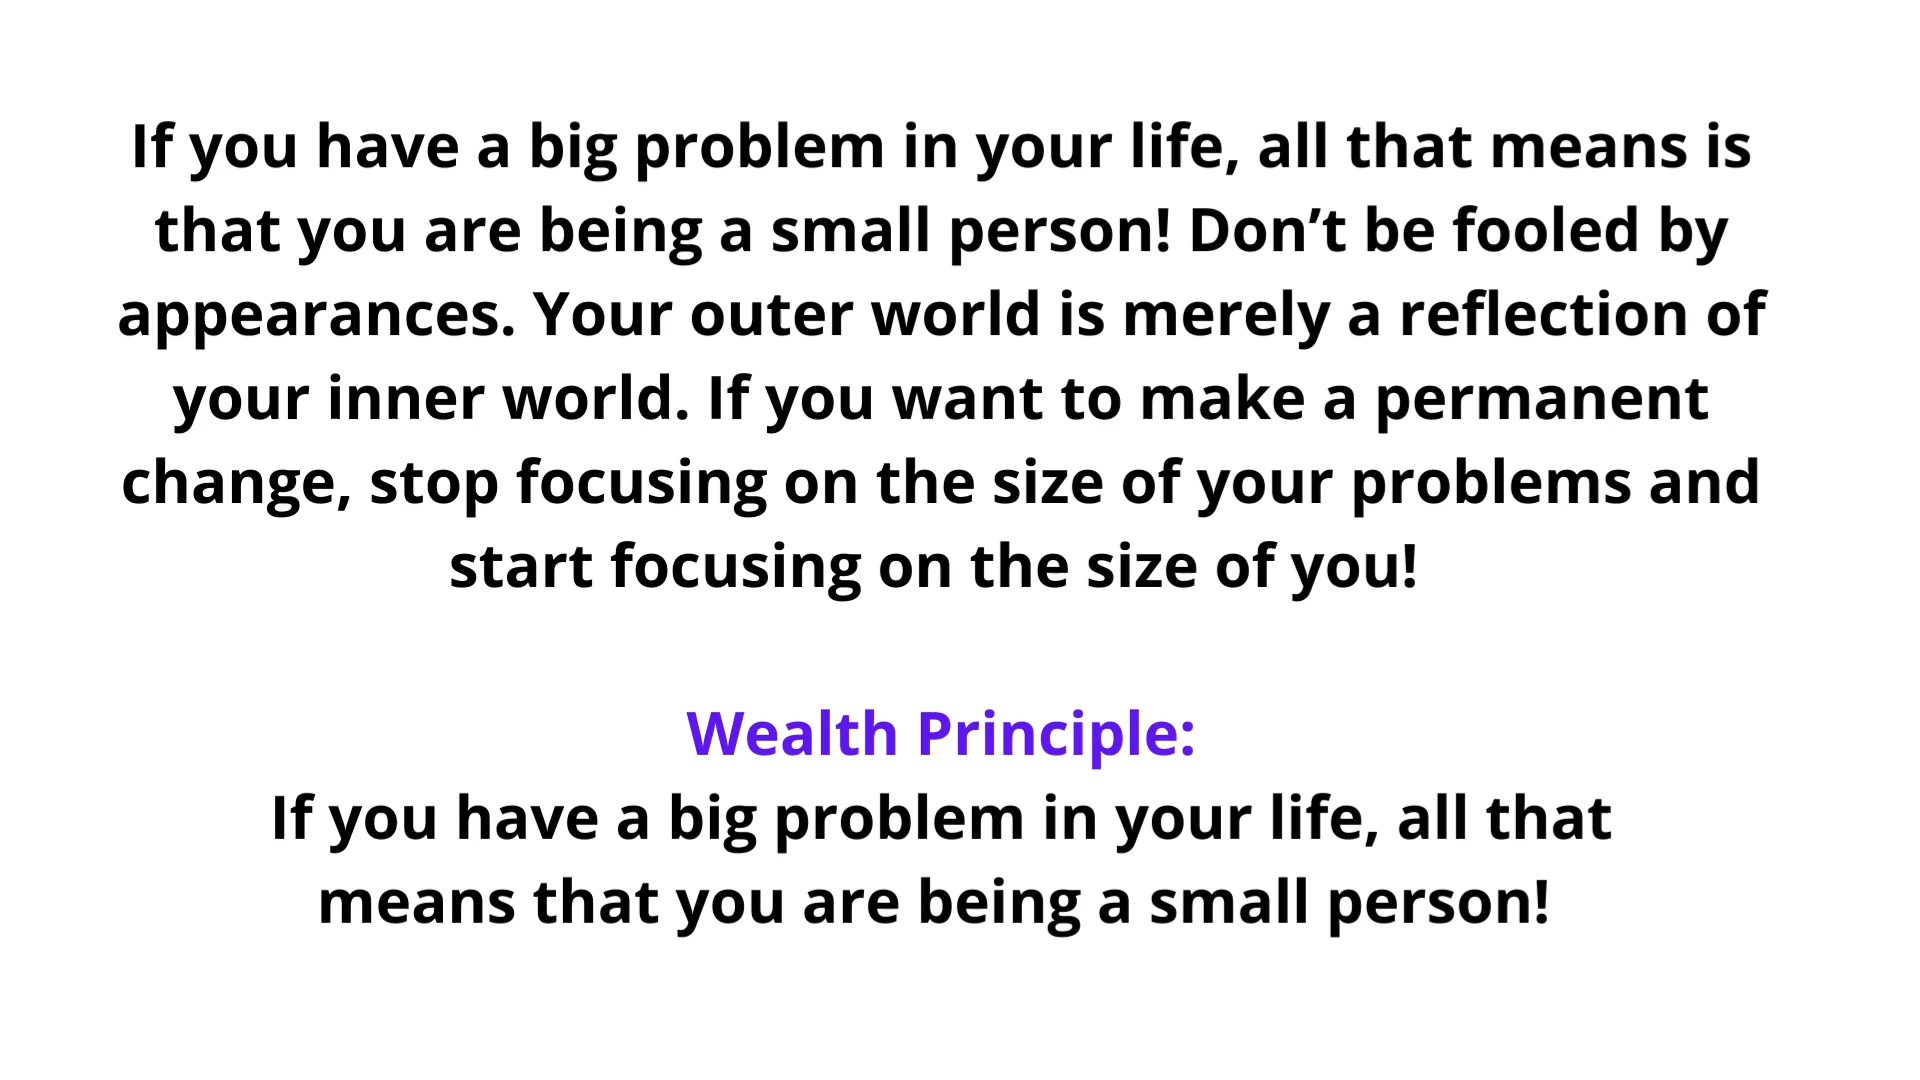 If you have a big problem in your life, all that means is
that you are being a small person! Don’t be fooled by
appearances. Your outer world is merely a reflection of
your inner world. If you want to make a permanent
change, stop focusing on the size of your problems and
start focusing on the size of you!
Wealth Principle:
If you have a big problem in your life, all that
means that you are being a small person!